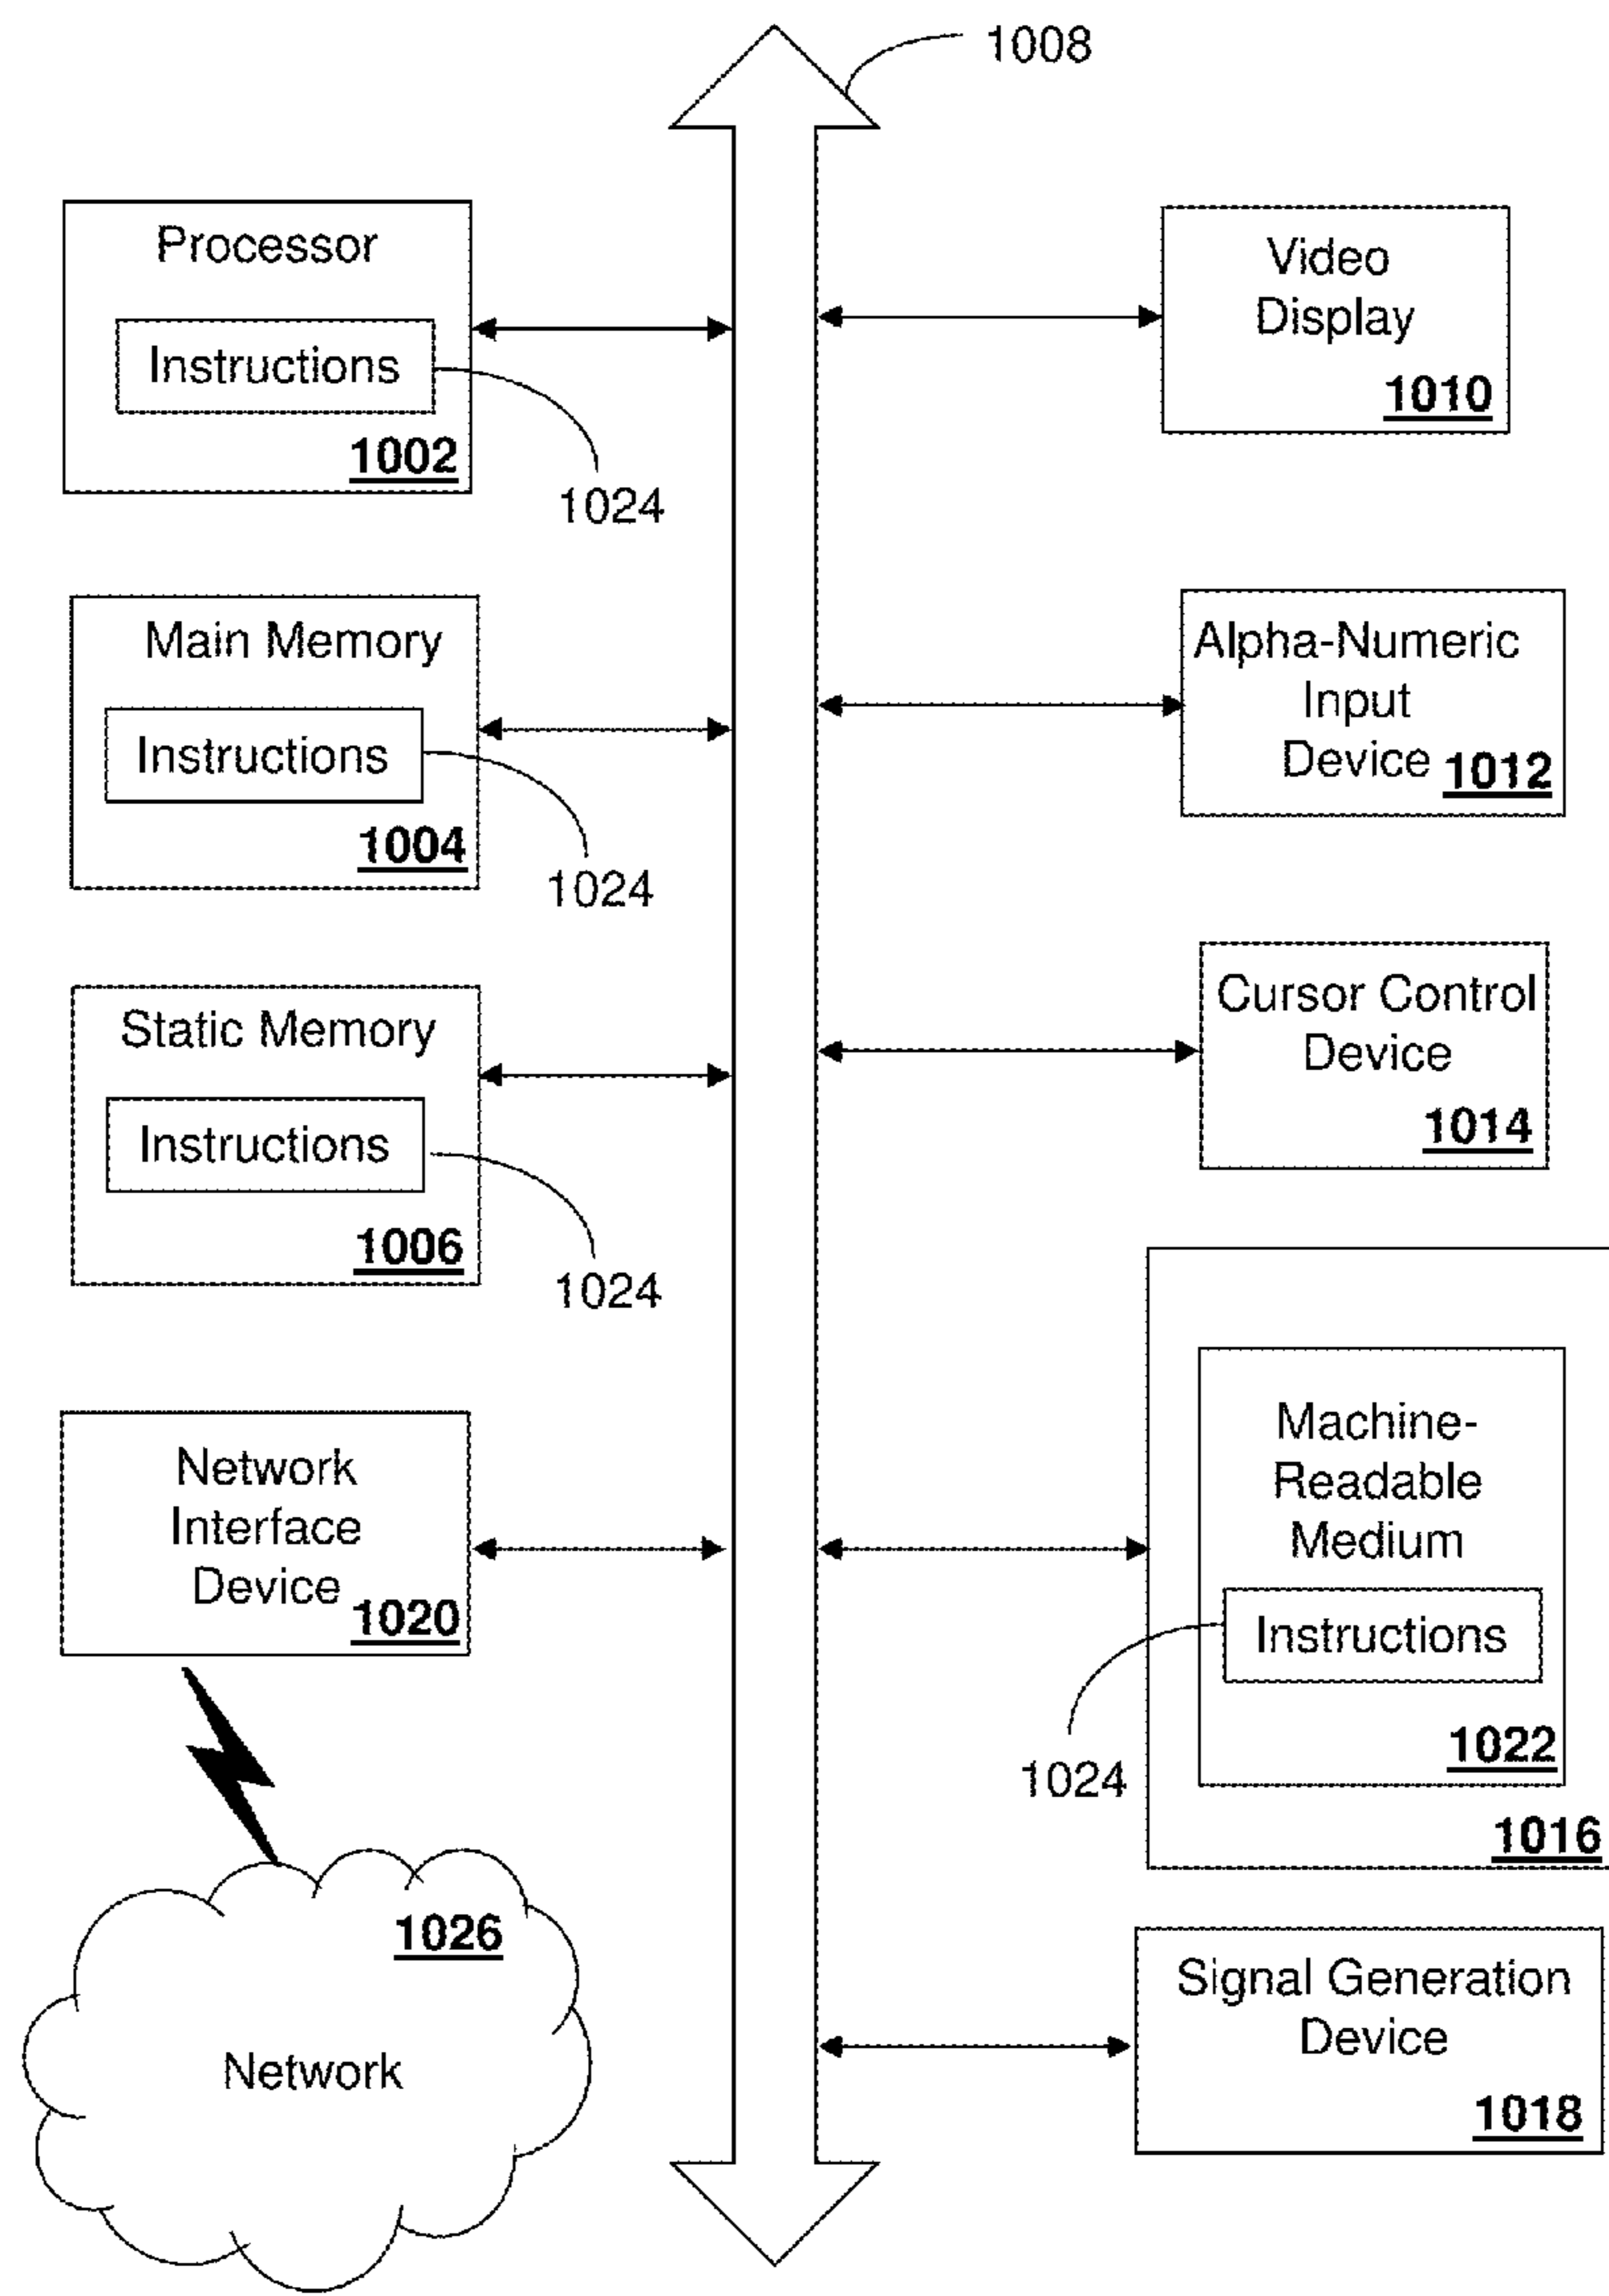 1008
Processor
Instructions
1002
1024
Main Memory
Instructions
1004
1024
Static Memory
Instructions
1006
1024
Network
Interface
Device
1020
1026
Network
Video
Display
1010
Alpha-Numeric
Input
Device
1012
Cursor Control
Device
1014
Machine-
Readable
Medium
Instructions
1022
1024
1016
Signal Generation
Device
1018